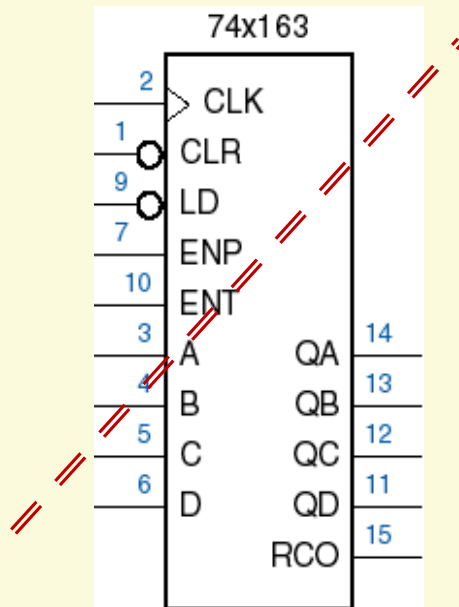 74x163
2 CLK
1 CLR
9 LD
7 ENP
10 ENT
3 A QA 14
4 B QB 13
5 C QC 12
6 D QD 11
RCO 15